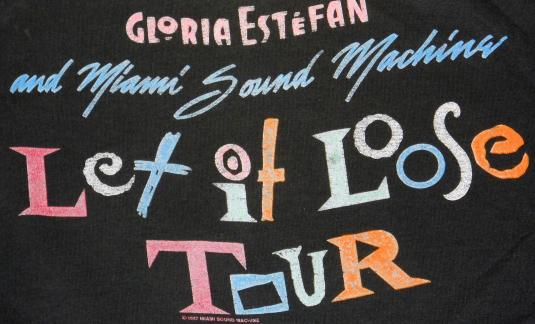 GLORIA ESTEFAN
and Miami Sound Machine
Let it Loose
TOUR
© 1987 MIAMI SOUND MACHINE